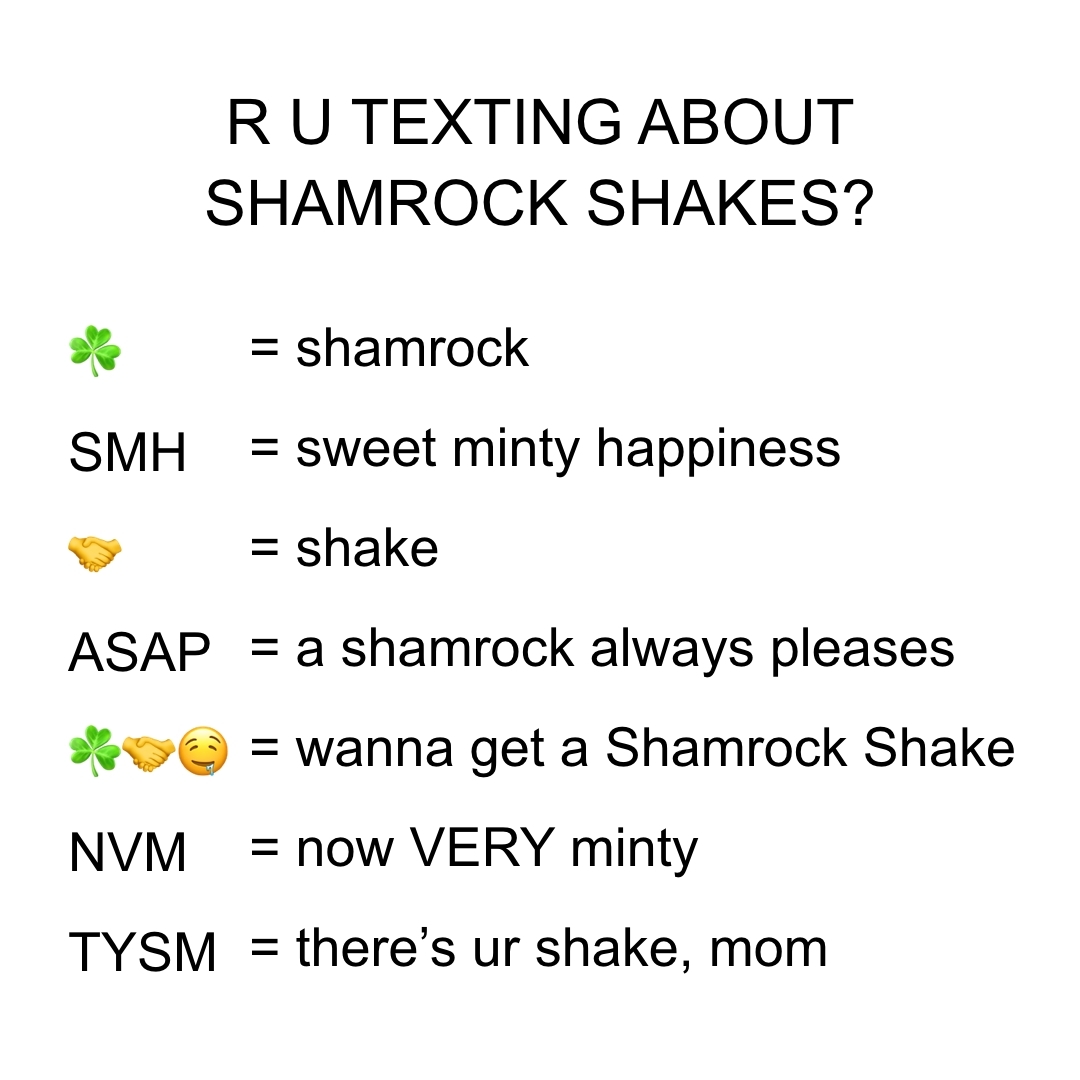 R U TEXTING ABOUT
SHAMROCK SHAKES?
☘️ = shamrock
SMH = sweet minty happiness
🤝 = shake
ASAP = a shamrock always pleases
☘️🤝🤤 = wanna get a Shamrock Shake
NVM = now VERY minty
TYSM = there’s ur shake, mom